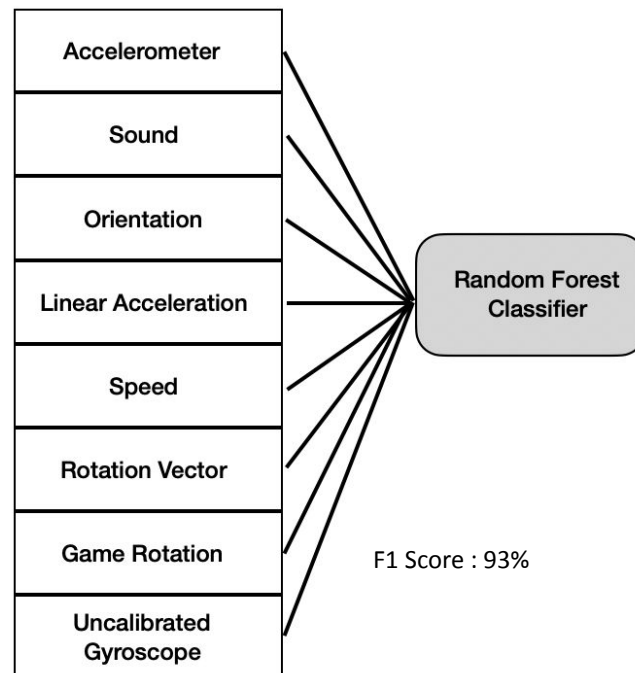 Accelerometer
Sound
Orientation
Linear Acceleration
Speed
Rotation Vector
Game Rotation
Uncalibrated
Gyroscope
Random Forest
Classifier
F1 Score : 93%